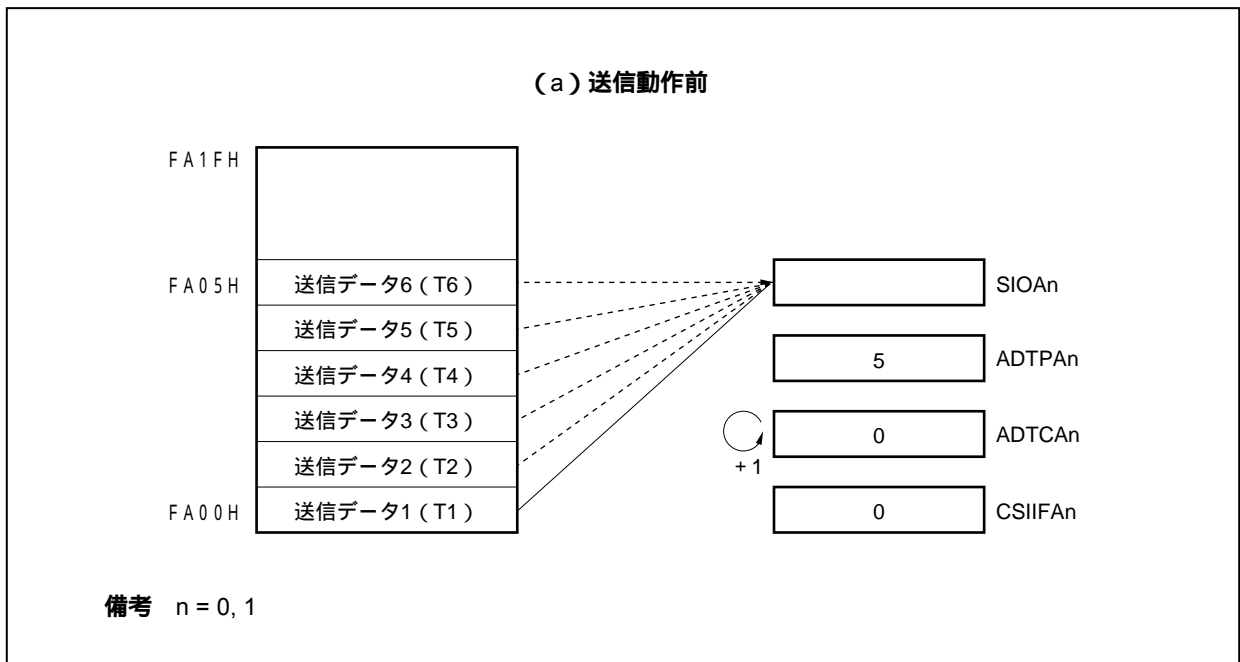 （a）送信動作前
FA1FH
FA05H 送信データ6（T6） SIOAn
送信データ5（T5） 5 ADTPAn
送信データ4（T4）
送信データ3（T3） 0 ADTCAn
送信データ2（T2） +1
FA00H 送信データ1（T1） 0 CSIIFAn
備考 n = 0, 1